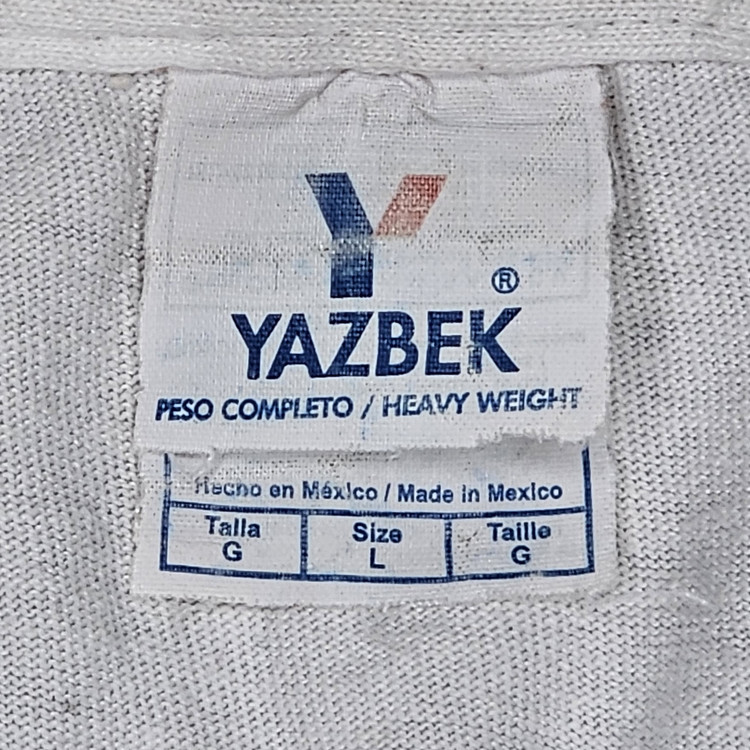 Y
®
YAZBEK
PESO COMPLETO / HEAVY WEIGHT
Hecho en México / Made in Mexico
Talla Size Taille
G L G